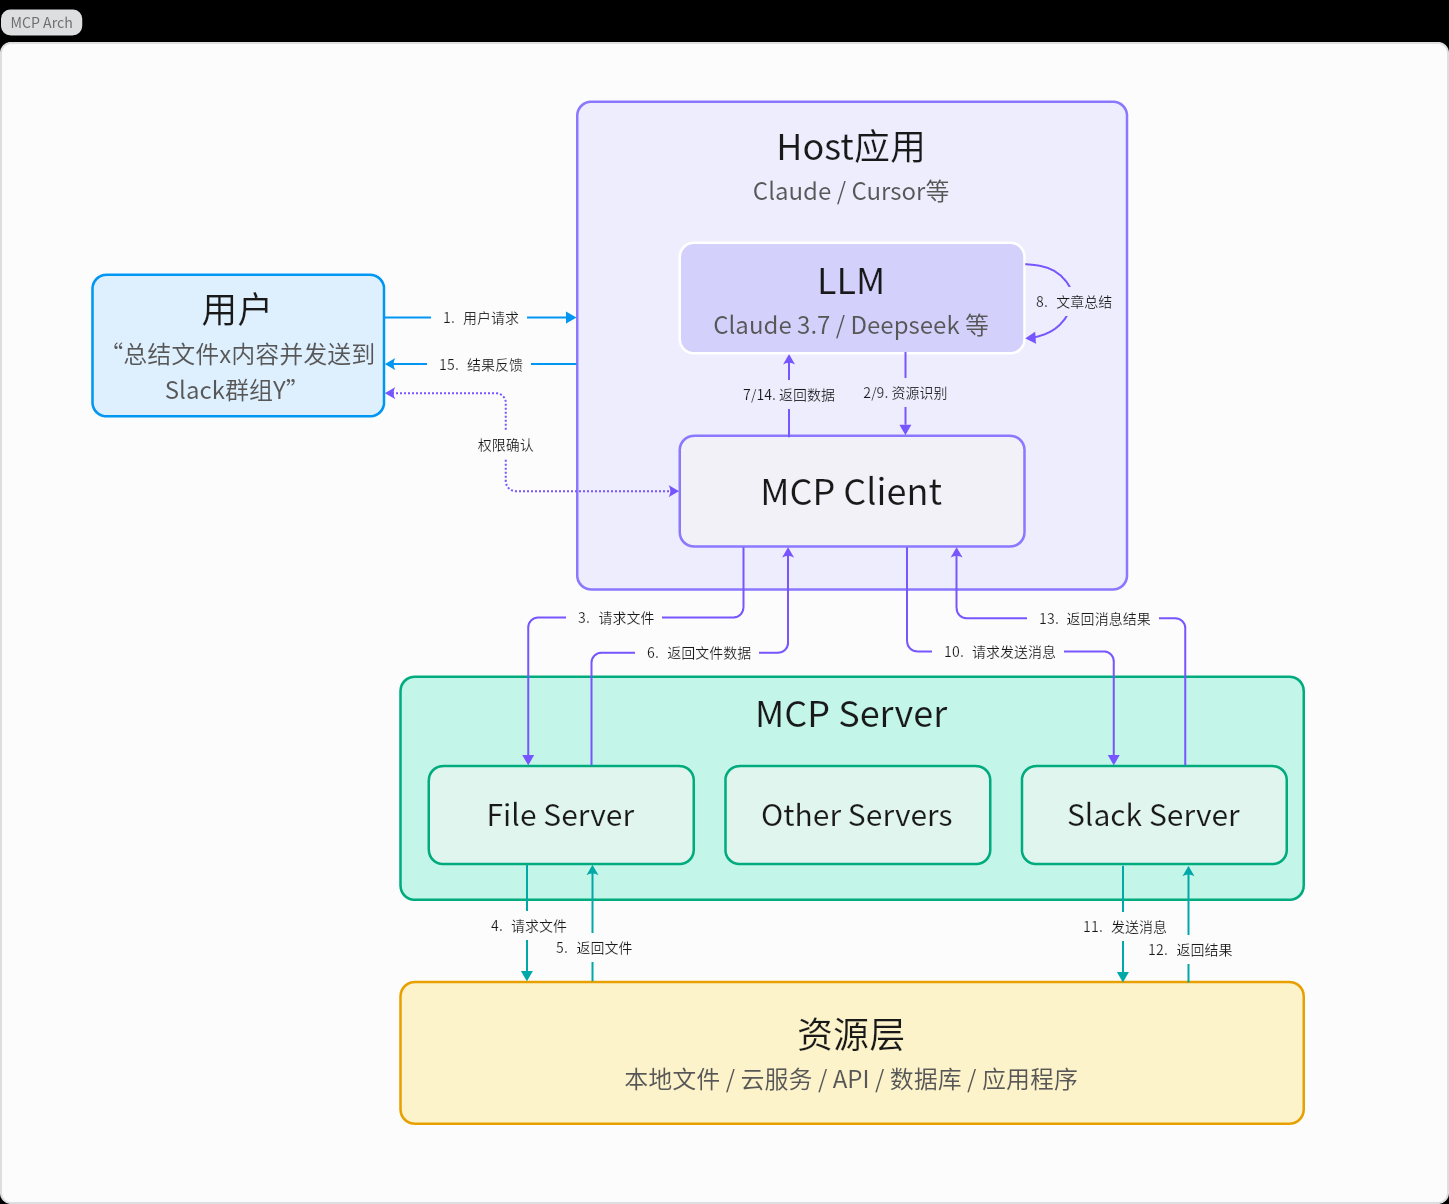 MCP Arch
Host应用
Claude / Cursor等
LLM
Claude 3.7 / Deepseek 等
8. 文章总结
用户
“总结文件x内容并发送到
Slack群组Y”
1. 用户请求
15. 结果反馈
权限确认
7/14. 返回数据
2/9. 资源识别
MCP Client
3. 请求文件
6. 返回文件数据
13. 返回消息结果
10. 请求发送消息
MCP Server
File Server
Other Servers
Slack Server
4. 请求文件
5. 返回文件
11. 发送消息
12. 返回结果
资源层
本地文件 / 云服务 / API / 数据库 / 应用程序